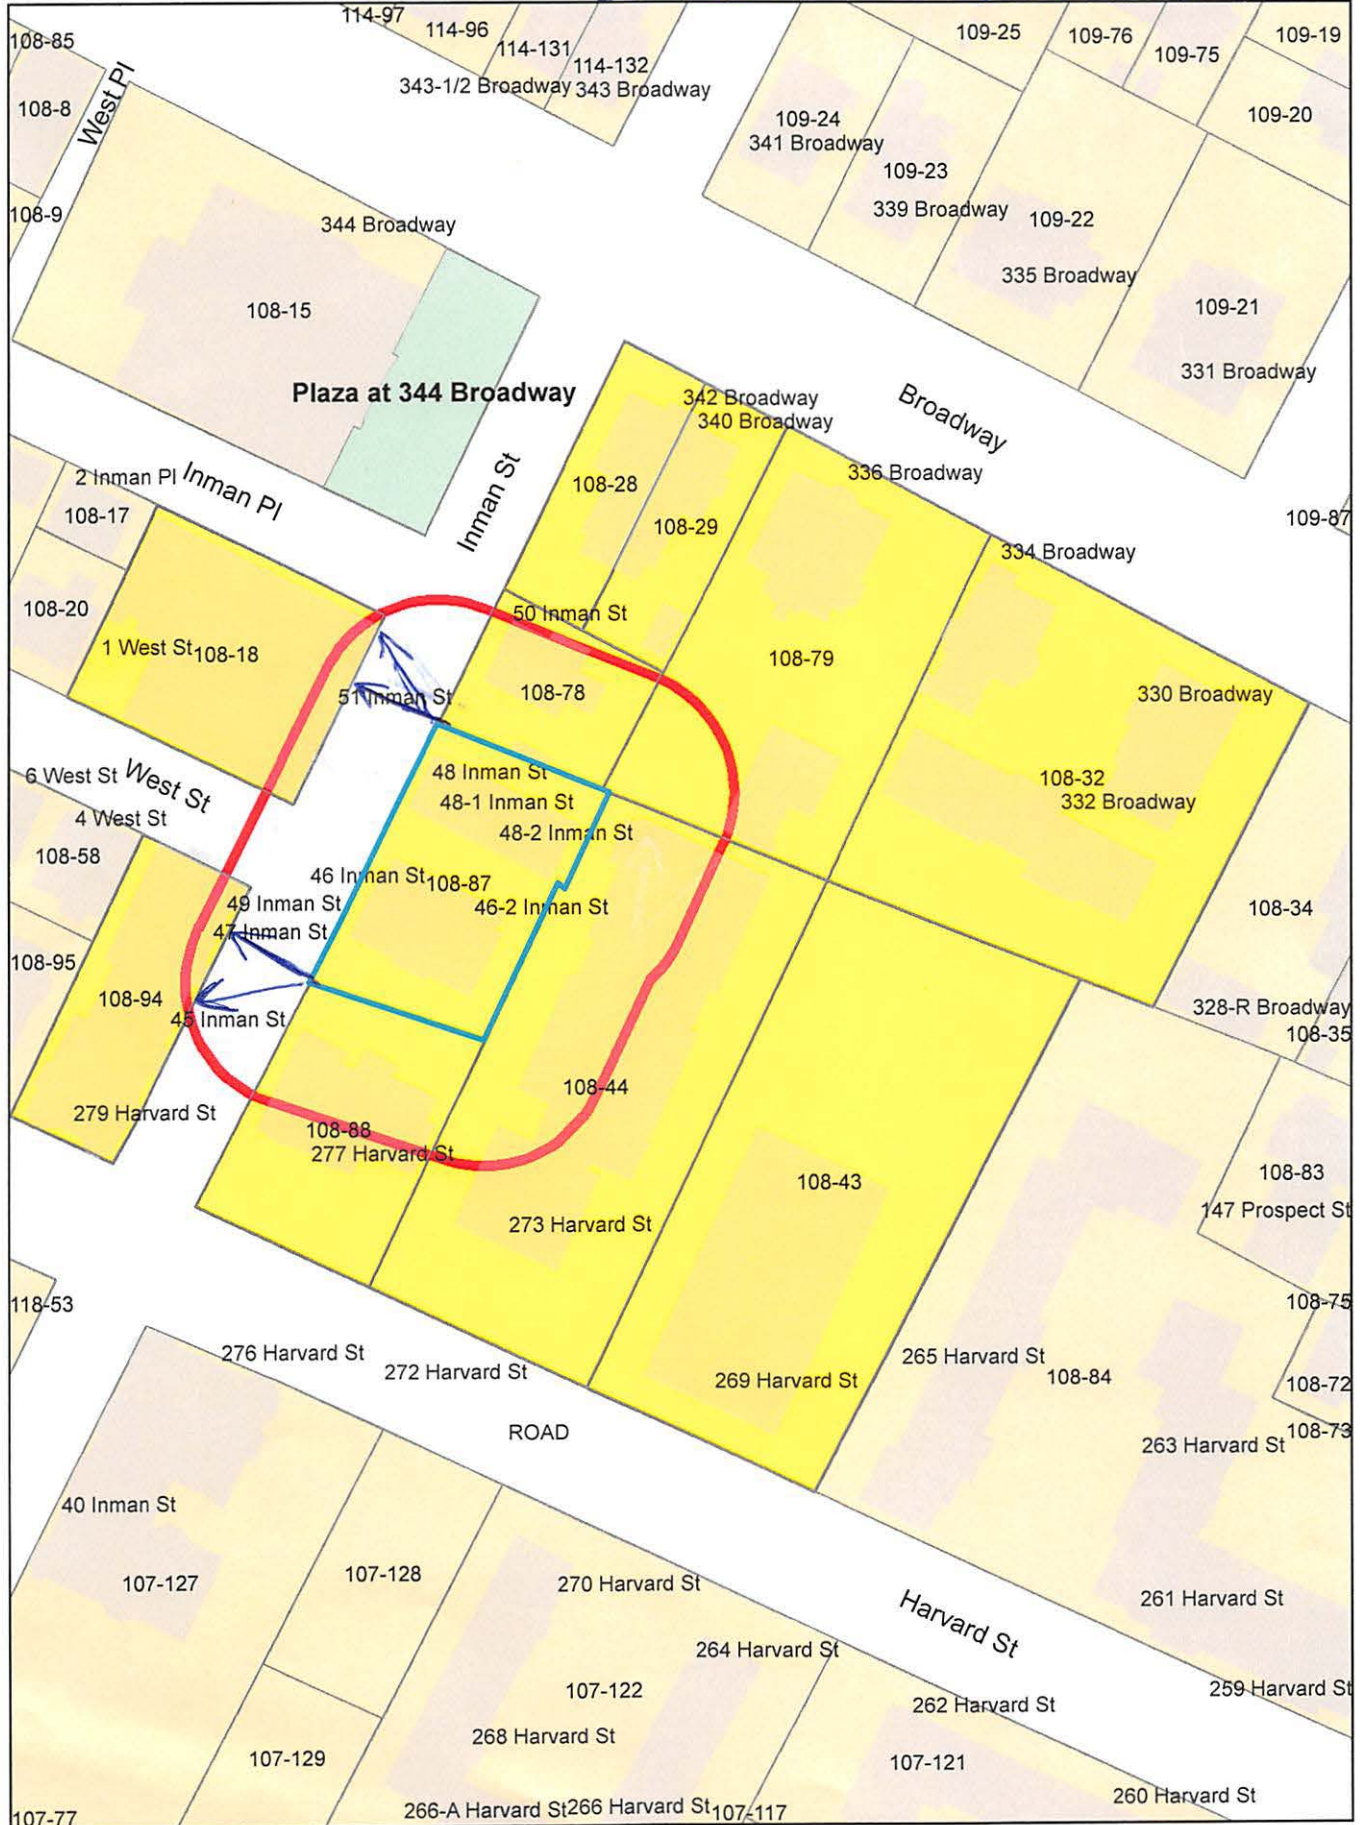 114-97
114-96
114-131
114-132
343-1/2 Broadway
343 Broadway
109-25
109-76
109-75
109-19
109-20
108-85
108-8
West Pl
108-9
109-24
341 Broadway
109-23
339 Broadway
109-22
335 Broadway
109-21
331 Broadway
344 Broadway
108-15
Plaza at 344 Broadway
Broadway
342 Broadway
340 Broadway
336 Broadway
334 Broadway
109-87
2 Inman Pl
Inman Pl
108-17
Inman St
108-28
108-29
108-20
1 West St
108-18
50 Inman St
108-78
108-79
330 Broadway
51 Inman St
108-32
332 Broadway
6 West St
West St
4 West St
108-58
48 Inman St
48-1 Inman St
48-2 Inman St
46 Inman St
108-87
46-2 Inman St
49 Inman St
47 Inman St
108-34
108-95
108-94
45 Inman St
328-R Broadway
108-35
279 Harvard St
108-44
108-88
277 Harvard St
108-43
108-83
147 Prospect St
273 Harvard St
118-53
108-75
276 Harvard St
272 Harvard St
269 Harvard St
265 Harvard St
108-84
108-72
108-73
ROAD
263 Harvard St
40 Inman St
107-127
107-128
270 Harvard St
Harvard St
261 Harvard St
264 Harvard St
107-122
262 Harvard St
259 Harvard St
268 Harvard St
107-129
107-121
260 Harvard St
107-77
266-A Harvard St
266 Harvard St
107-117